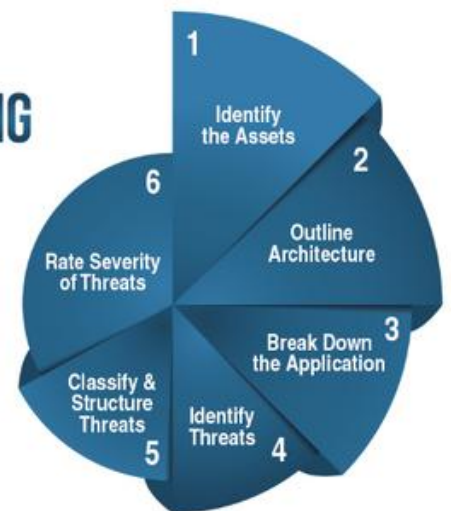 NG
1
Identify
the Assets
2
Outline
Architecture
3
Break Down
the Application
4
Identify
Threats
5
Classify &
Structure
Threats
6
Rate Severity
of Threats